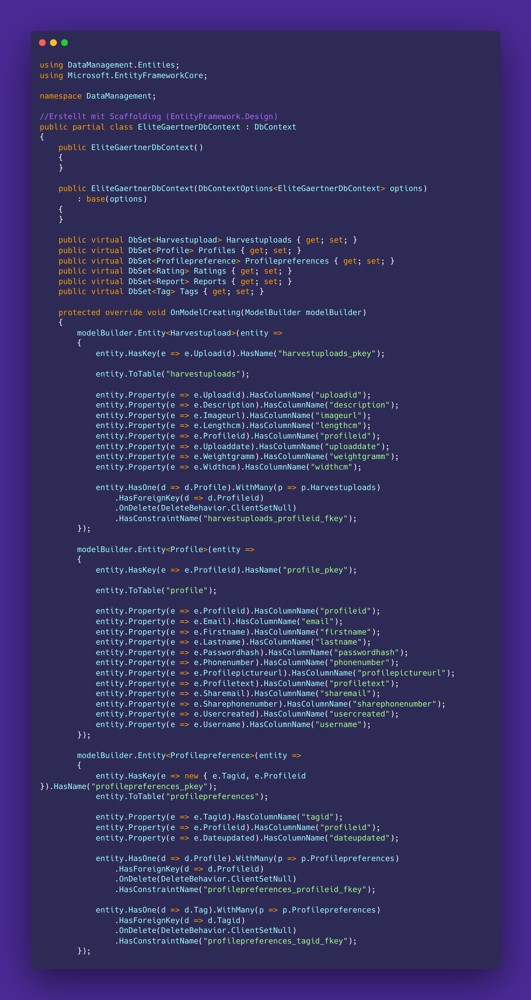 using DataManagement.Entities;
using Microsoft.EntityFrameworkCore;

namespace DataManagement;

//Erstellt mit Scaffolding (EntityFramework.Design)
public partial class EliteGaertnerDbContext : DbContext
{
    public EliteGaertnerDbContext()
    {
    }

    public EliteGaertnerDbContext(DbContextOptions<EliteGaertnerDbContext> options)
        : base(options)
    {
    }

    public virtual DbSet<Harvestupload> Harvestuploads { get; set; }
    public virtual DbSet<Profile> Profiles { get; set; }
    public virtual DbSet<Profilepreference> Profilepreferences { get; set; }
    public virtual DbSet<Rating> Ratings { get; set; }
    public virtual DbSet<Report> Reports { get; set; }
    public virtual DbSet<Tag> Tags { get; set; }

    protected override void OnModelCreating(ModelBuilder modelBuilder)
    {
        modelBuilder.Entity<Harvestupload>(entity =>
        {
            entity.HasKey(e => e.Uploadid).HasName("harvestuploads_pkey");

            entity.ToTable("harvestuploads");

            entity.Property(e => e.Uploadid).HasColumnName("uploadid");
            entity.Property(e => e.Description).HasColumnName("description");
            entity.Property(e => e.Imageurl).HasColumnName("imageurl");
            entity.Property(e => e.Lengthcm).HasColumnName("lengthcm");
            entity.Property(e => e.Profileid).HasColumnName("profileid");
            entity.Property(e => e.Uploaddate).HasColumnName("uploaddate");
            entity.Property(e => e.Weightgramm).HasColumnName("weightgramm");
            entity.Property(e => e.Widthcm).HasColumnName("widthcm");

            entity.HasOne(d => d.Profile).WithMany(p => p.Harvestuploads)
                .HasForeignKey(d => d.Profileid)
                .OnDelete(DeleteBehavior.ClientSetNull)
                .HasConstraintName("harvestuploads_profileid_fkey");
        });

        modelBuilder.Entity<Profile>(entity =>
        {
            entity.HasKey(e => e.Profileid).HasName("profile_pkey");

            entity.ToTable("profile");

            entity.Property(e => e.Profileid).HasColumnName("profileid");
            entity.Property(e => e.Email).HasColumnName("email");
            entity.Property(e => e.Firstname).HasColumnName("firstname");
            entity.Property(e => e.Lastname).HasColumnName("lastname");
            entity.Property(e => e.Passwordhash).HasColumnName("passwordhash");
            entity.Property(e => e.Phonenumber).HasColumnName("phonenumber");
            entity.Property(e => e.Profilepictureurl).HasColumnName("profilepictureurl");
            entity.Property(e => e.Profiletext).HasColumnName("profiletext");
            entity.Property(e => e.Sharemail).HasColumnName("sharemail");
            entity.Property(e => e.Sharephonenumber).HasColumnName("sharephonenumber");
            entity.Property(e => e.Usercreated).HasColumnName("usercreated");
            entity.Property(e => e.Username).HasColumnName("username");
        });

        modelBuilder.Entity<Profilepreference>(entity =>
        {
            entity.HasKey(e => new { e.Tagid, e.Profileid
}).HasName("profilepreferences_pkey");
            entity.ToTable("profilepreferences");

            entity.Property(e => e.Tagid).HasColumnName("tagid");
            entity.Property(e => e.Profileid).HasColumnName("profileid");
            entity.Property(e => e.Dateupdated).HasColumnName("dateupdated");

            entity.HasOne(d => d.Profile).WithMany(p => p.Profilepreferences)
                .HasForeignKey(d => d.Profileid)
                .OnDelete(DeleteBehavior.ClientSetNull)
                .HasConstraintName("profilepreferences_profileid_fkey");

            entity.HasOne(d => d.Tag).WithMany(p => p.Profilepreferences)
                .HasForeignKey(d => d.Tagid)
                .OnDelete(DeleteBehavior.ClientSetNull)
                .HasConstraintName("profilepreferences_tagid_fkey");
        });